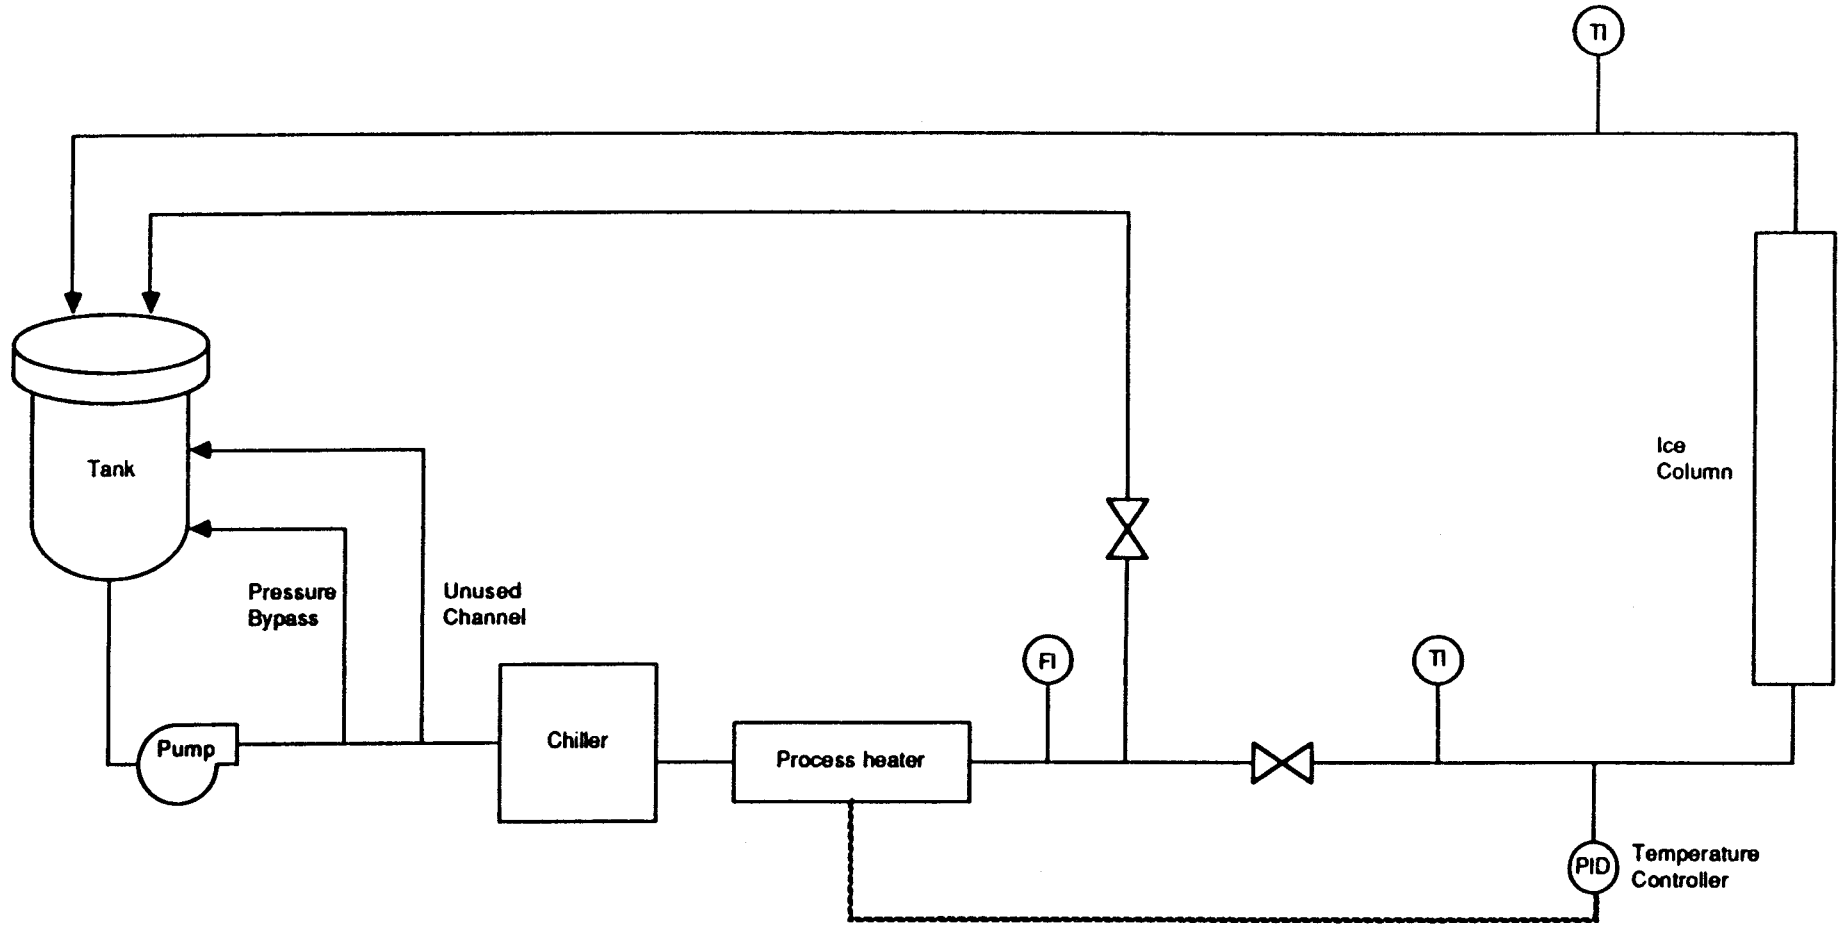 TI
Tank
Ice
Column
Pressure
Bypass
Unused
Channel
FI
TI
Pump
Chiller
Process heater
PID
Temperature
Controller